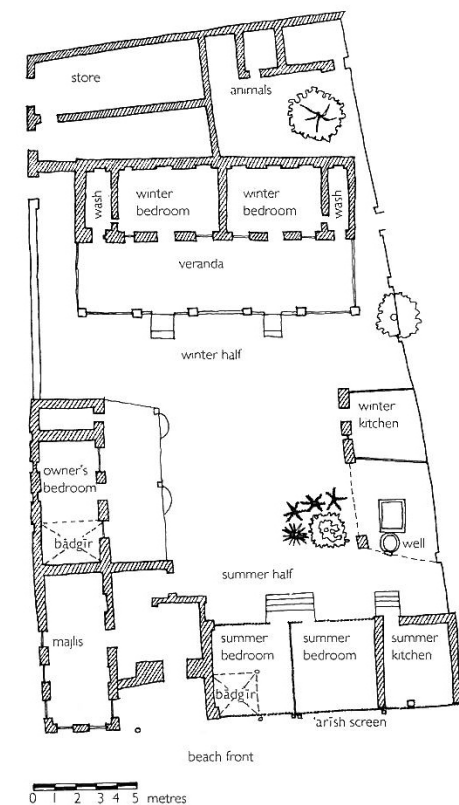 store
animals
wash
winter
bedroom
winter
bedroom
wash
veranda
winter half
winter
kitchen
owner's
bedroom
bādgīr
well
summer half
majlis
summer
bedroom
summer
bedroom
summer
kitchen
bādgīr
'arīsh screen
beach front
0 1 2 3 4 5 metres